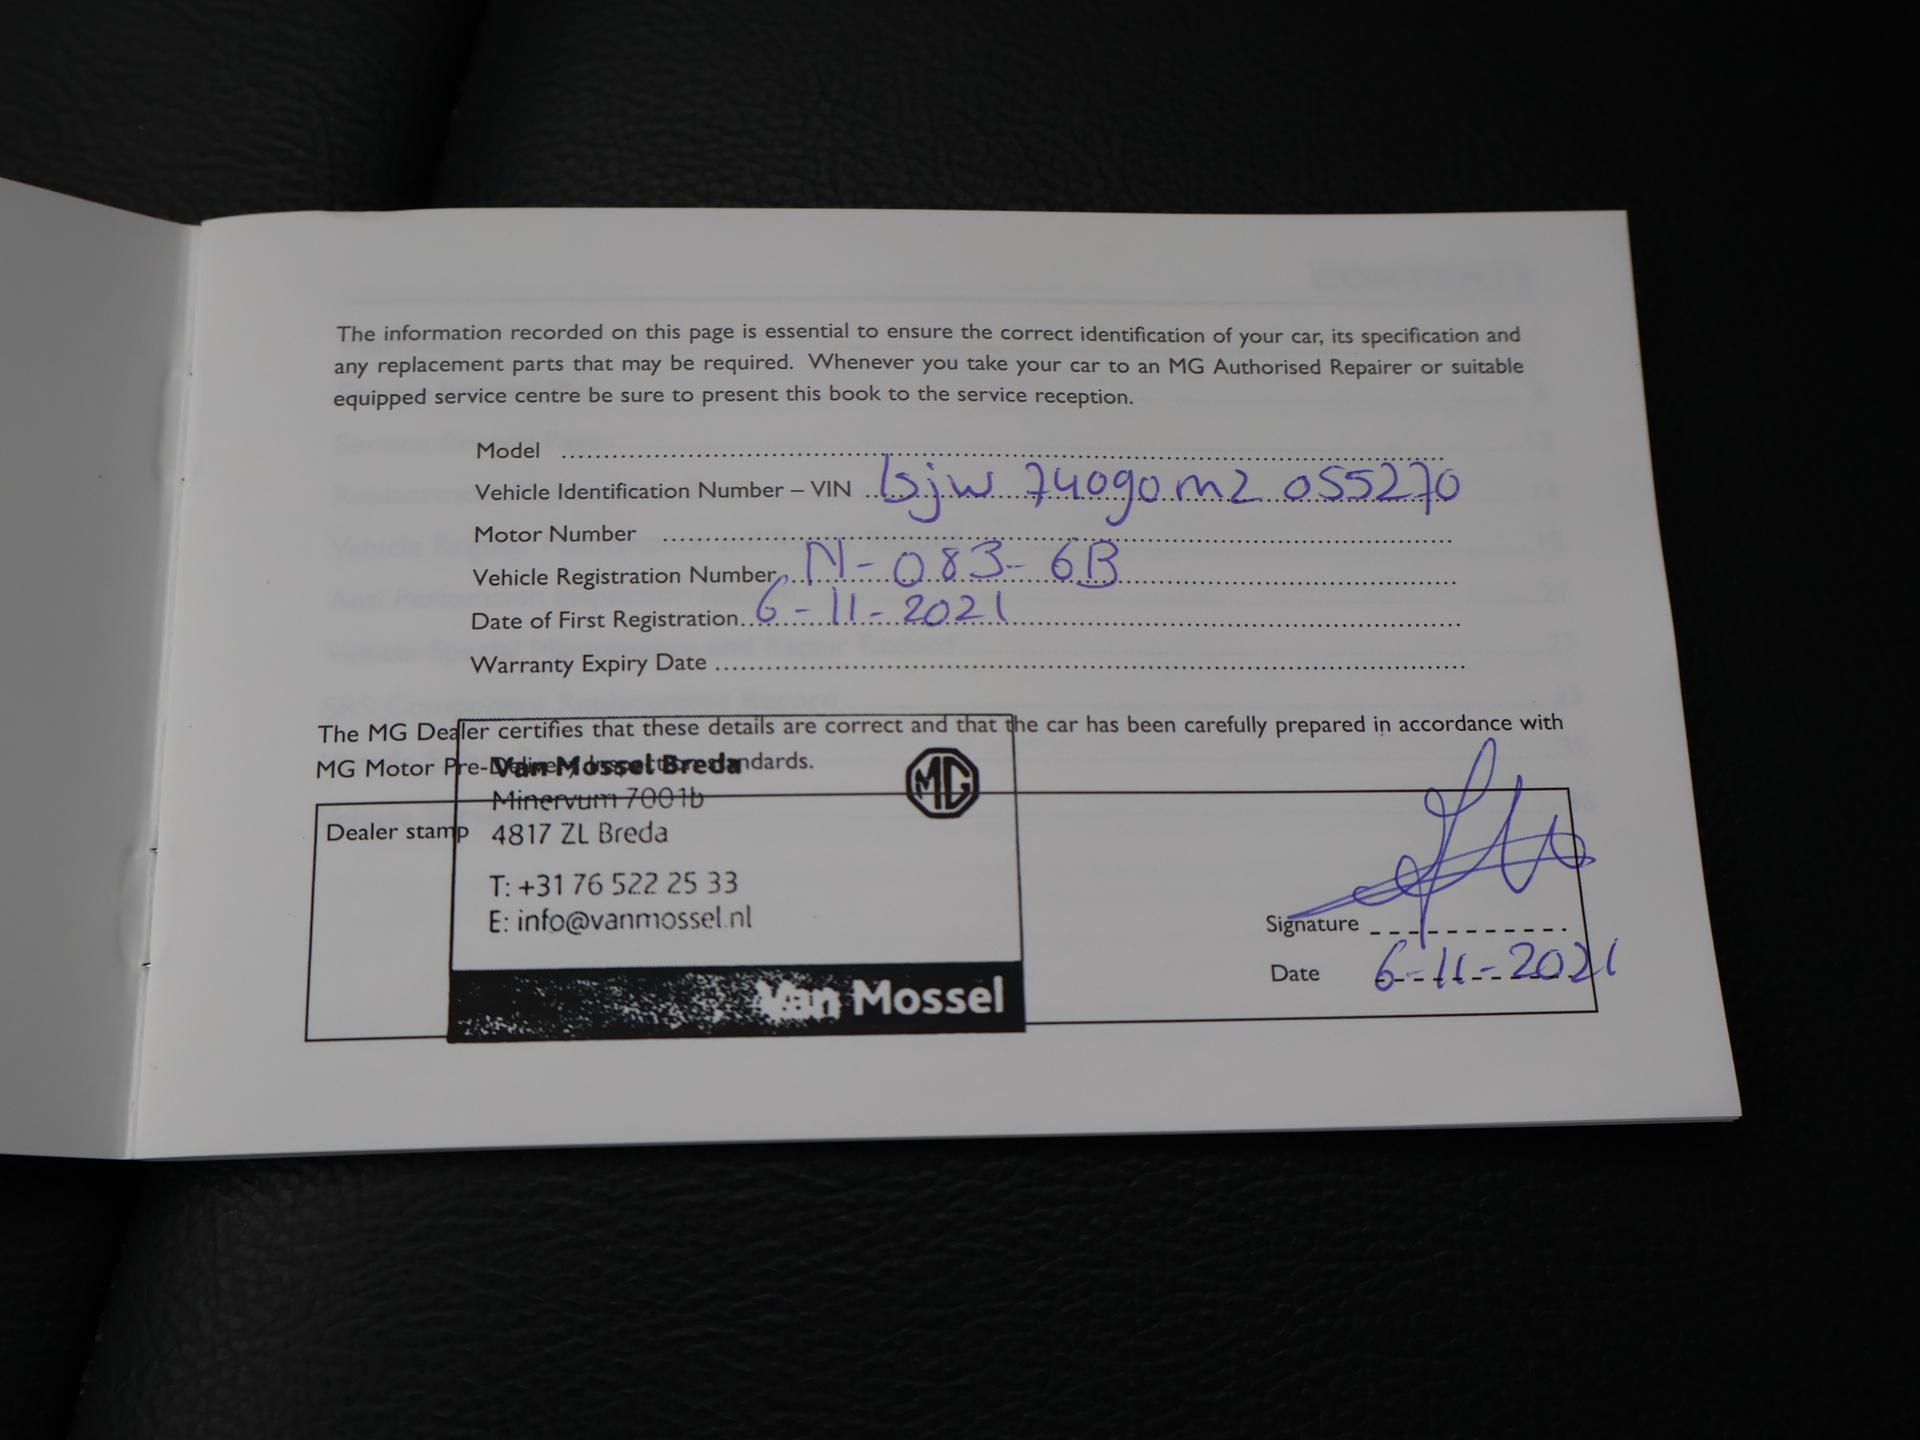 The information recorded on this page is essential to ensure the correct identification of your car, its specification and
any replacement parts that may be required. Whenever you take your car to an MG Authorised Repairer or suitable
equipped service centre be sure to present this book to the service reception.
Model ........................................
Vehicle Identification Number – VIN lsjw 74090m2 055270
Motor Number ........................................
Vehicle Registration Number N-083-6B
Date of First Registration 6-11-2021
Warranty Expiry Date ........................................
The MG Dealer certifies that these details are correct and that the car has been carefully prepared in accordance with
MG Motor Pre-Delivery Inspection standards.
Dealer stamp
Van Mossel Breda
MG
Minervum 7001b
4817 ZL Breda
T: +31 76 522 25 33
E: info@vanmossel.nl
Van Mossel
Signature
Date 6-11-2021